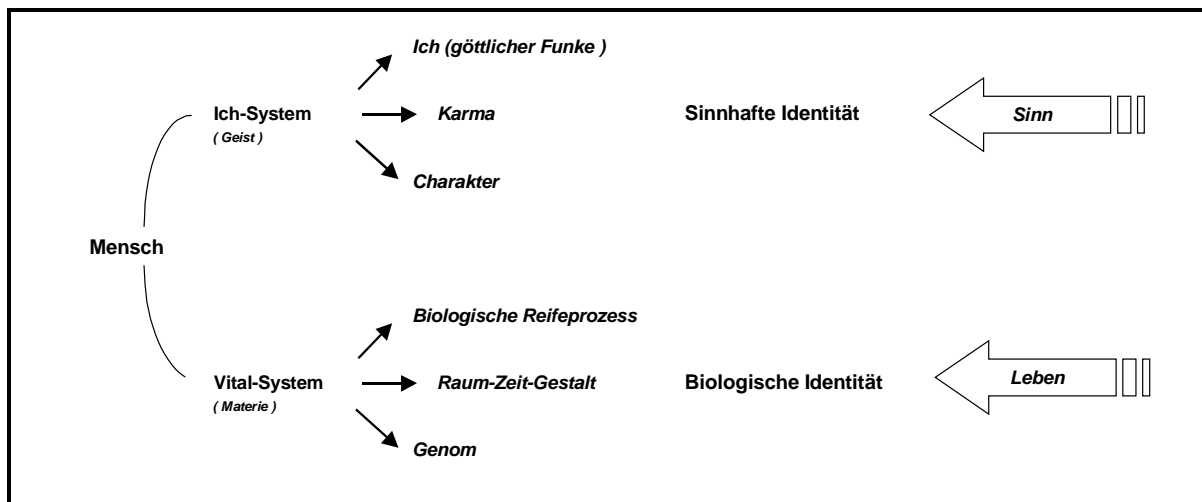 Ich (göttlicher Funke )
Ich-System
( Geist )
Karma
Sinnhafte Identität
Sinn
Charakter
Mensch
Biologische Reifeprozess
Vital-System
( Materie )
Raum-Zeit-Gestalt
Biologische Identität
Leben
Genom